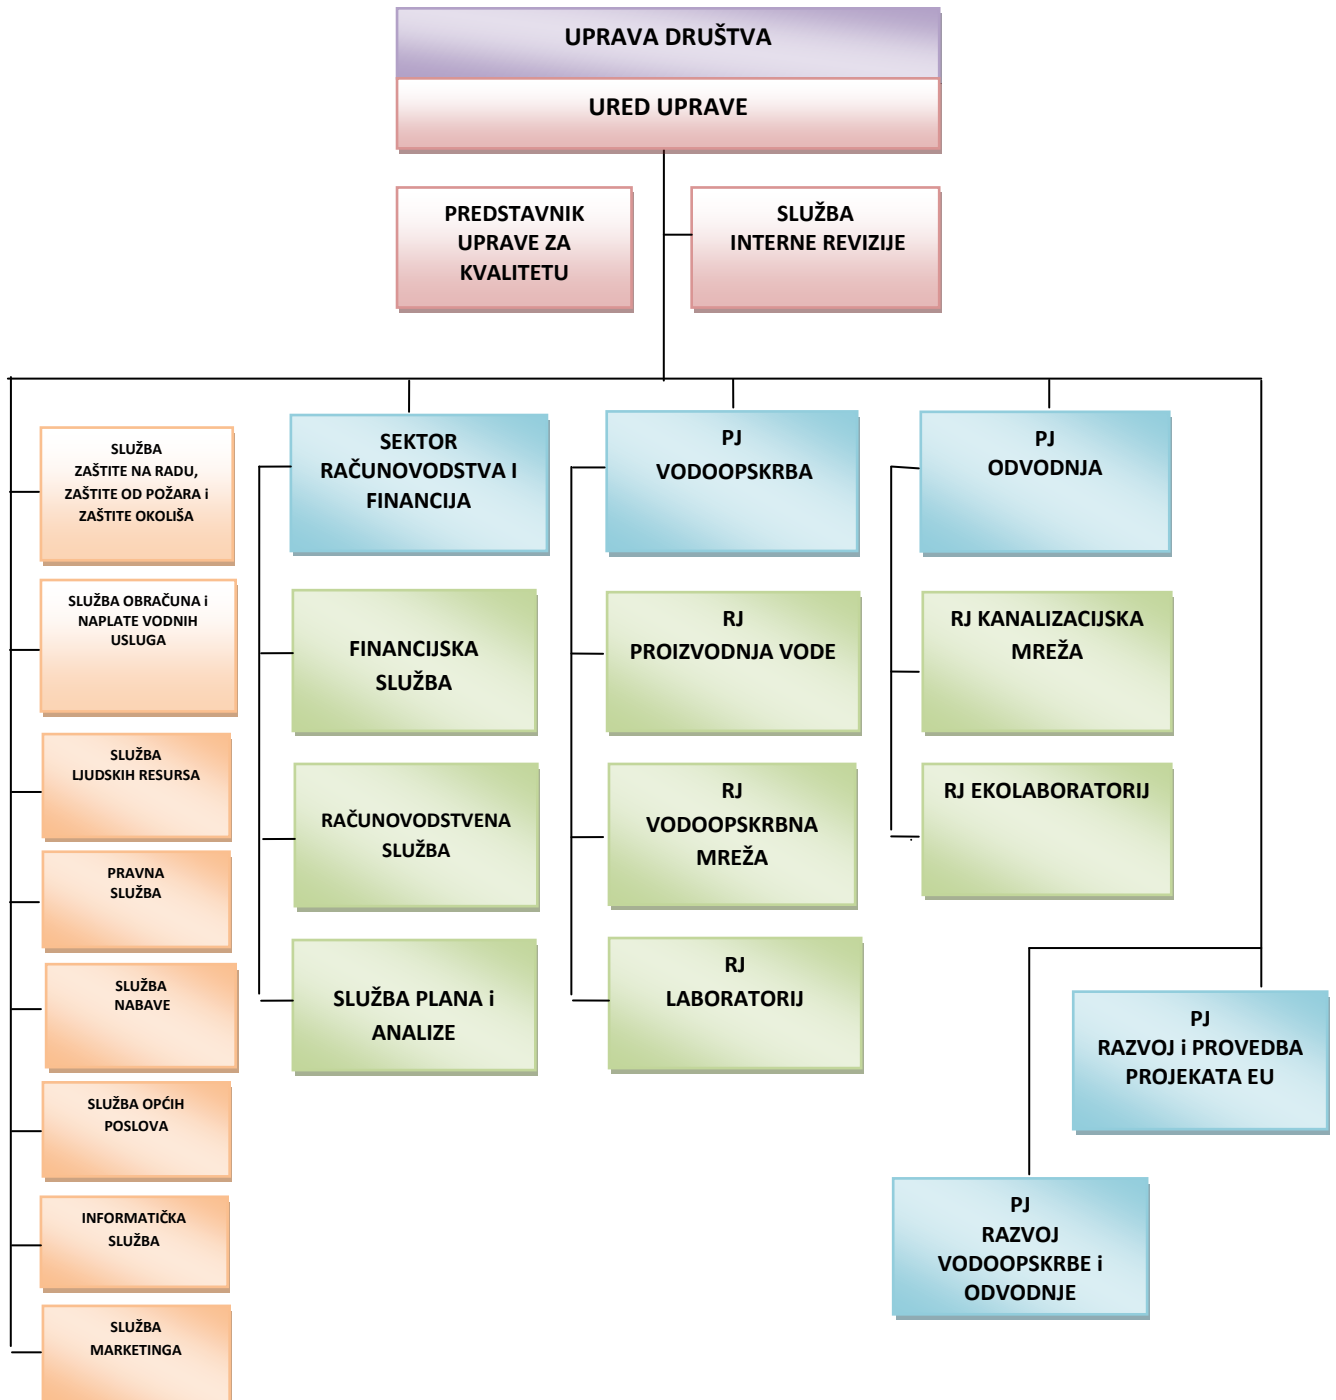 UPRAVA DRUŠTVA
URED UPRAVE
PREDSTAVNIK
UPRAVE ZA
KVALITETU
SLUŽBA
INTERNE REVIZIJE
SLUŽBA
ZAŠTITE NA RADU,
ZAŠTITE OD POŽARA i
ZAŠTITE OKOLIŠA
SLUŽBA OBRAČUNA i
NAPLATE VODNIH
USLUGA
SLUŽBA
LJUDSKIH RESURSA
PRAVNA
SLUŽBA
SLUŽBA
NABAVE
SLUŽBA OPĆIH
POSLOVA
INFORMATIČKA
SLUŽBA
SLUŽBA
MARKETINGA
SEKTOR
RAČUNOVODSTVA I
FINANCIJA
FINANCIJSKA
SLUŽBA
RAČUNOVODSTVENA
SLUŽBA
SLUŽBA PLANA i
ANALIZE
PJ
VODOOPSKRBA
RJ
PROIZVODNJA VODE
RJ
VODOOPSKRBNA
MREŽA
RJ
LABORATORIJ
PJ
ODVODNJA
RJ KANALIZACIJSKA
MREŽA
RJ EKOLABORATORIJ
PJ
RAZVOJ i PROVEDBA
PROJEKATA EU
PJ
RAZVOJ
VODOOPSKRBE i
ODVODNJE